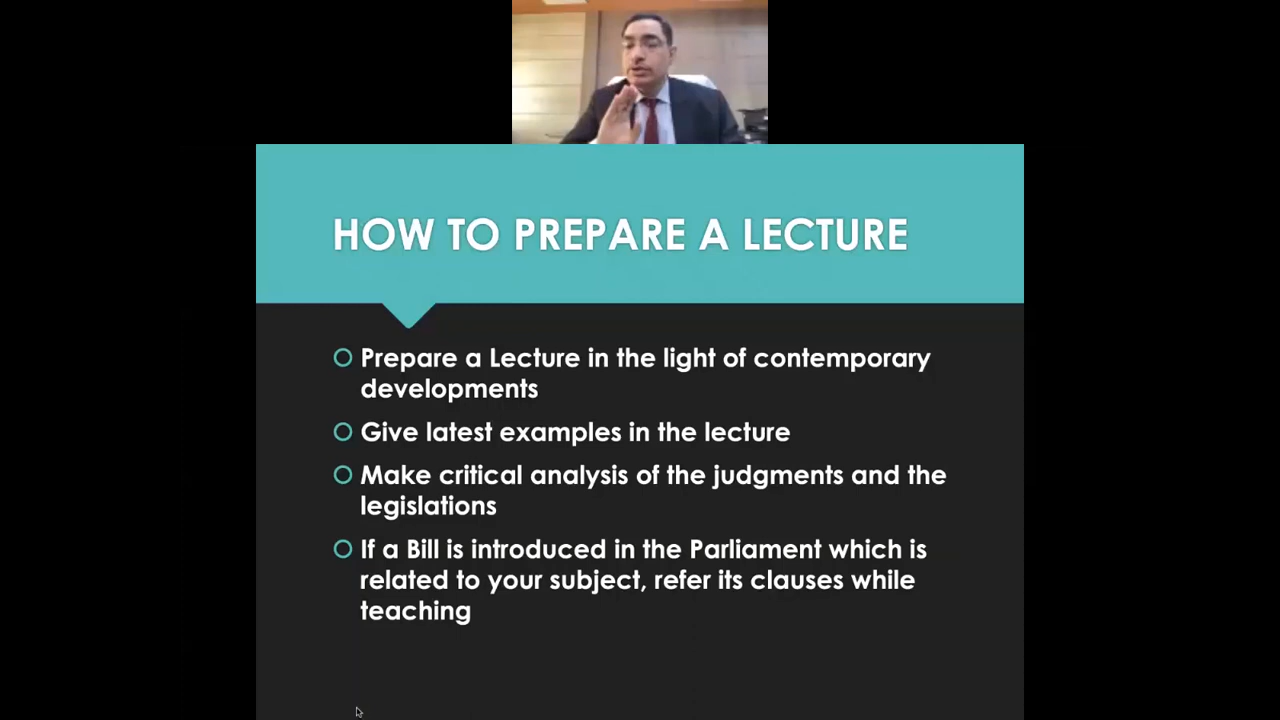 HOW TO PREPARE A LECTURE
Prepare a Lecture in the light of contemporary
developments
Give latest examples in the lecture
Make critical analysis of the judgments and the
legislations
If a Bill is introduced in the Parliament which is
related to your subject, refer its clauses while
teaching